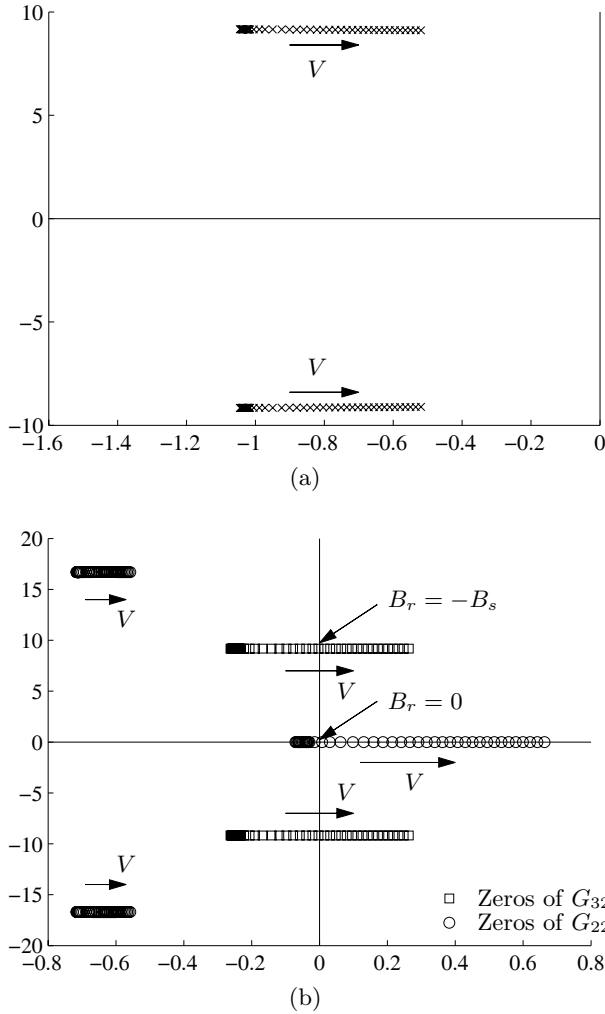 10
V
5
0
−5
V
−10
−1.6 −1.4 −1.2 −1 −0.8 −0.6 −0.4 −0.2 0
(a)
20
15
V
B_r = −B_s
10
5
V
B_r = 0
0
V
−5
V
−10
−15
V
□ Zeros of G_32
○ Zeros of G_22
−20
−0.8 −0.6 −0.4 −0.2 0 0.2 0.4 0.6 0.8
(b)